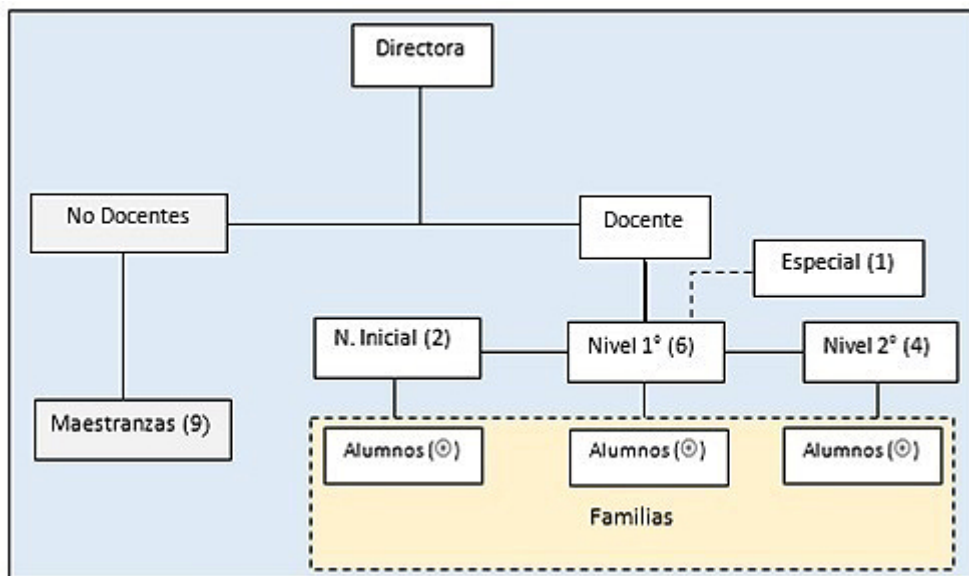 Directora
No Docentes
Docente
Especial (1)
N. Inicial (2)
Nivel 1° (6)
Nivel 2° (4)
Maestranzas (9)
Alumnos (⊙)
Alumnos (⊙)
Alumnos (⊙)
Familias